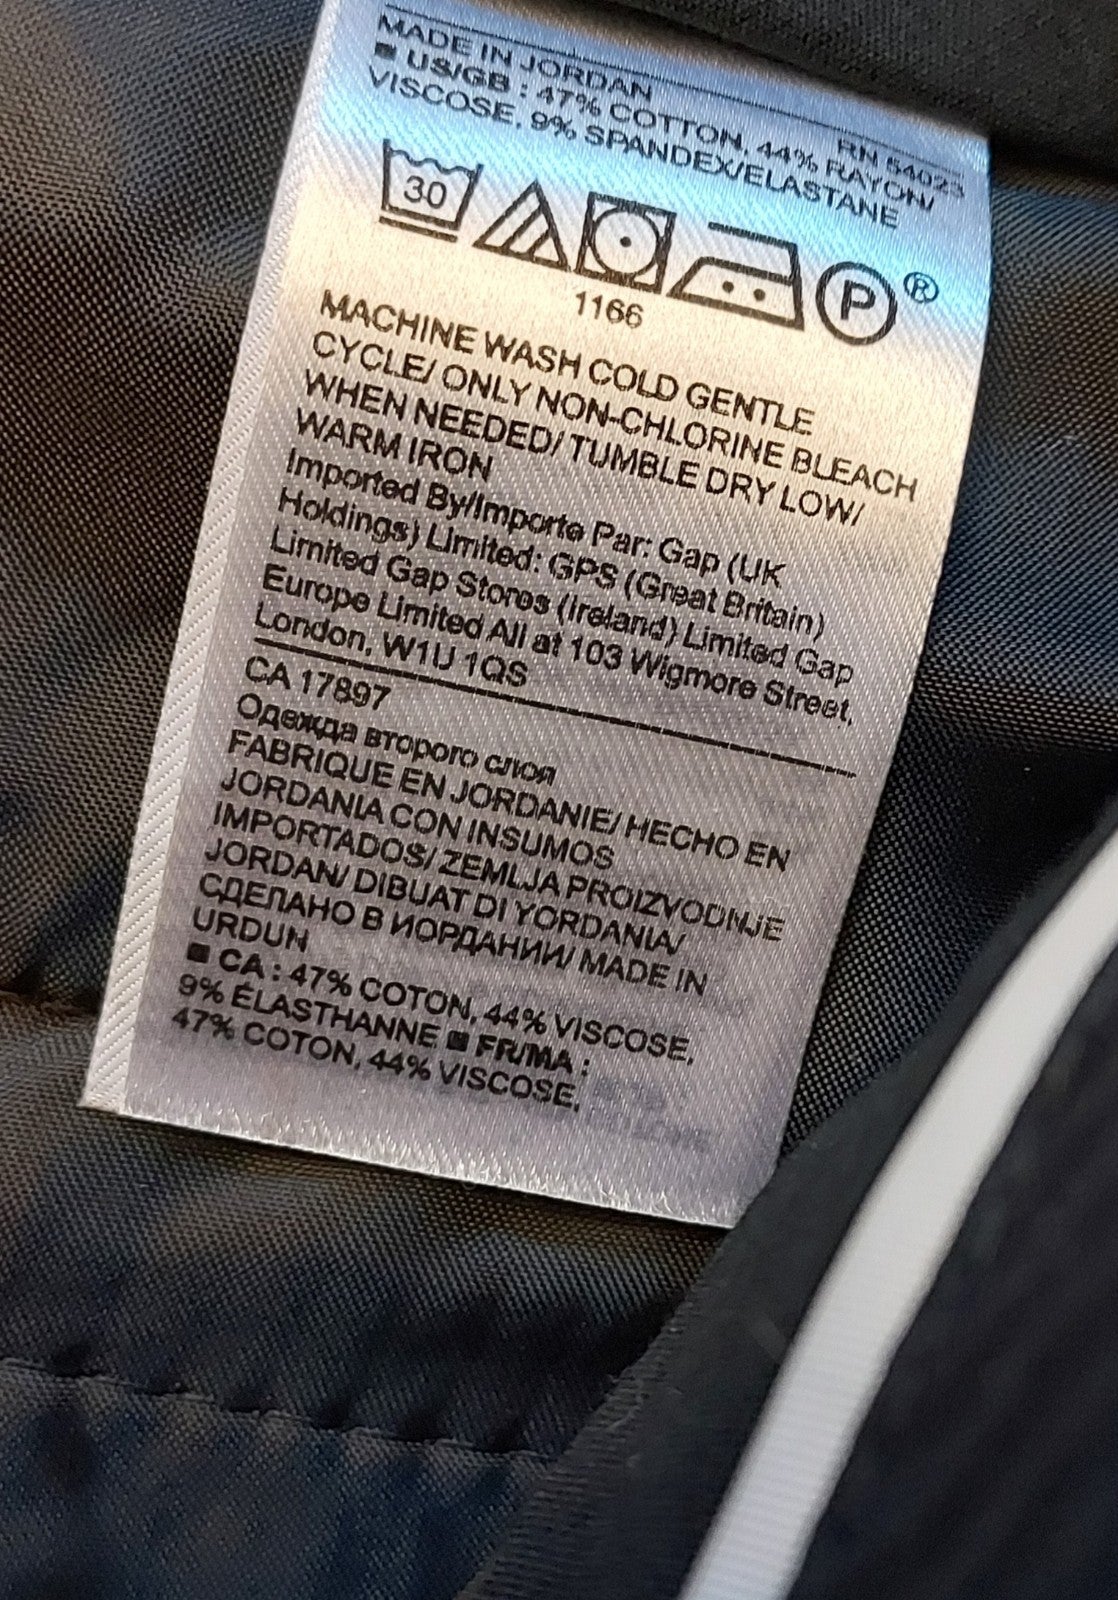 MADE IN JORDAN
RN 54023
■ US/GB : 47% COTTON, 44% RAYON/
VISCOSE, 9% SPANDEX/ELASTANE
30
P®
1166
MACHINE WASH COLD GENTLE
CYCLE/ ONLY NON-CHLORINE BLEACH
WHEN NEEDED/ TUMBLE DRY LOW/
WARM IRON
Imported By/Importe Par: Gap (UK
Holdings) Limited: GPS (Great Britain)
Limited Gap Stores (Ireland) Limited Gap
Europe Limited All at 103 Wigmore Street,
London, W1U 1QS
CA 17897
Одежда второго слоя
FABRIQUE EN JORDANIE/ HECHO EN
JORDANIA CON INSUMOS
IMPORTADOS/ ZEMLJA PROIZVODNJE
JORDAN/ DIBUAT DI YORDANIA/
СДЕЛАНО В ИОРДАНИИ/ MADE IN
URDUN
■ CA : 47% COTON, 44% VISCOSE,
9% ÉLASTHANNE ■ FR/MA :
47% COTON, 44% VISCOSE,